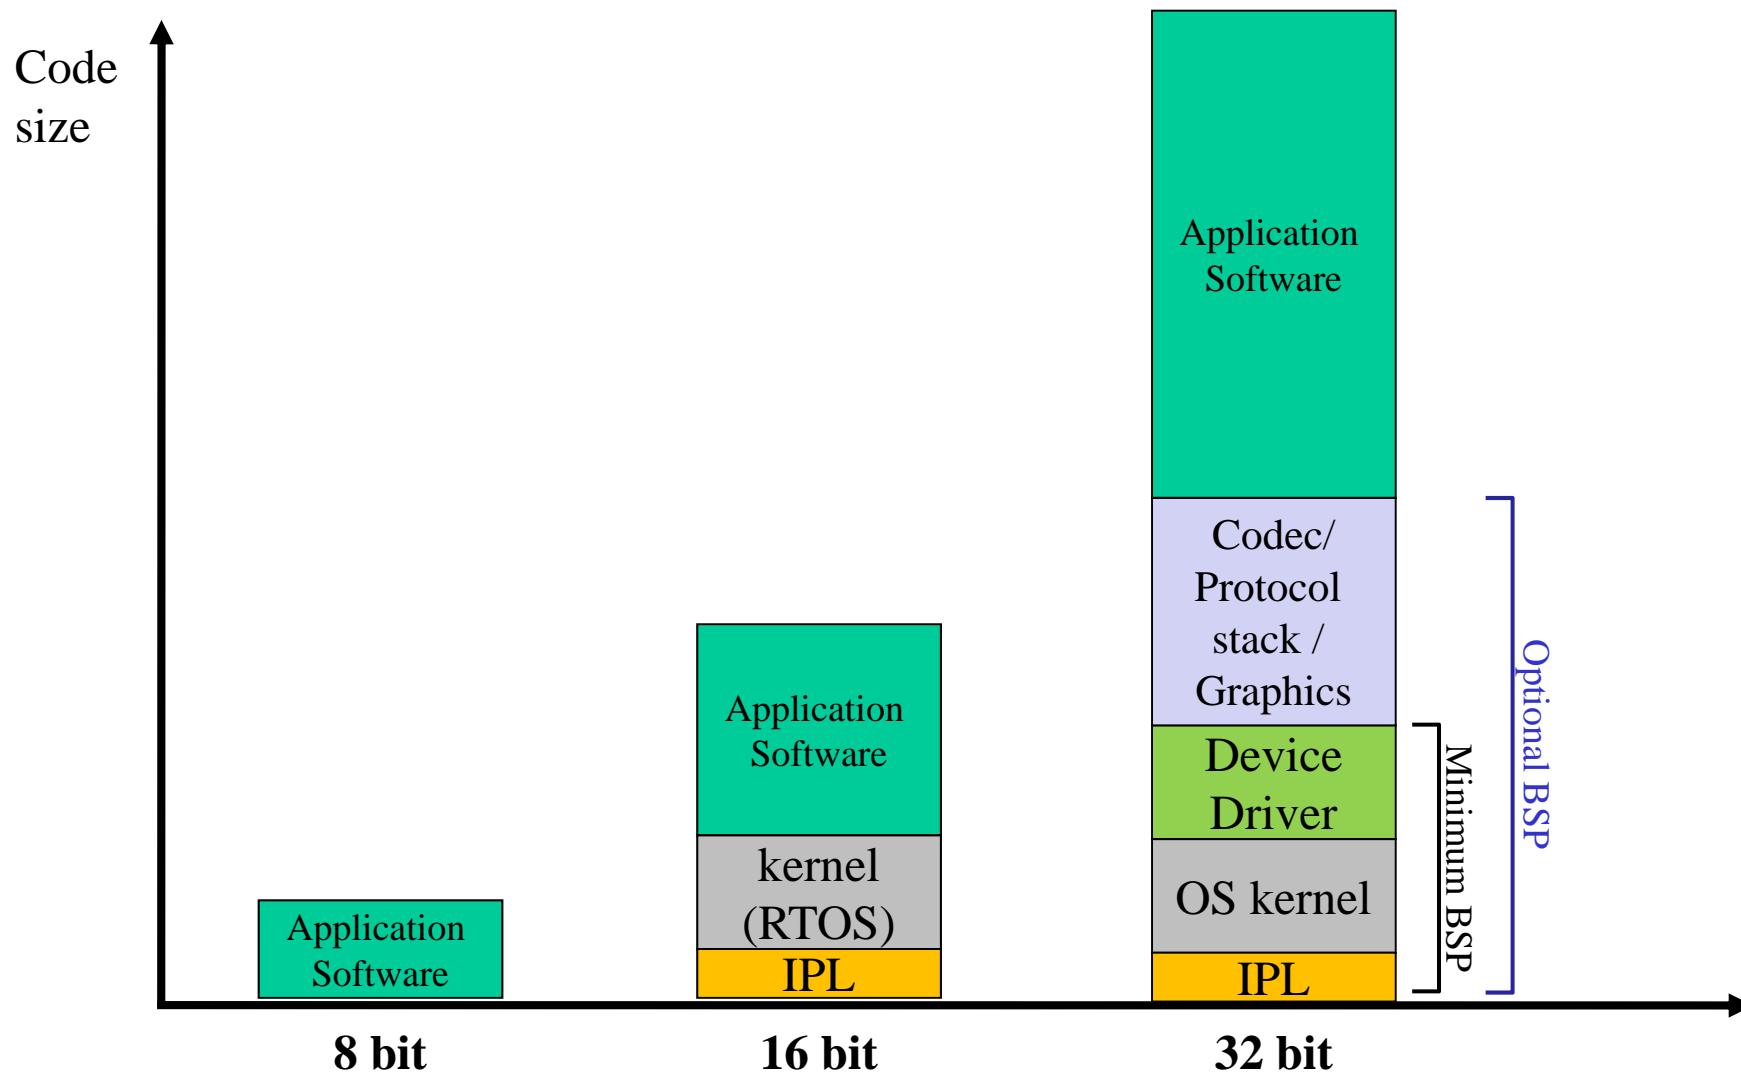 Code
size
Application
Software
Application
Software
kernel
(RTOS)
IPL
Application
Software
Codec/
Protocol
stack /
Graphics
Device
Driver
OS kernel
IPL
Minimum BSP
Optional BSP
8 bit
16 bit
32 bit